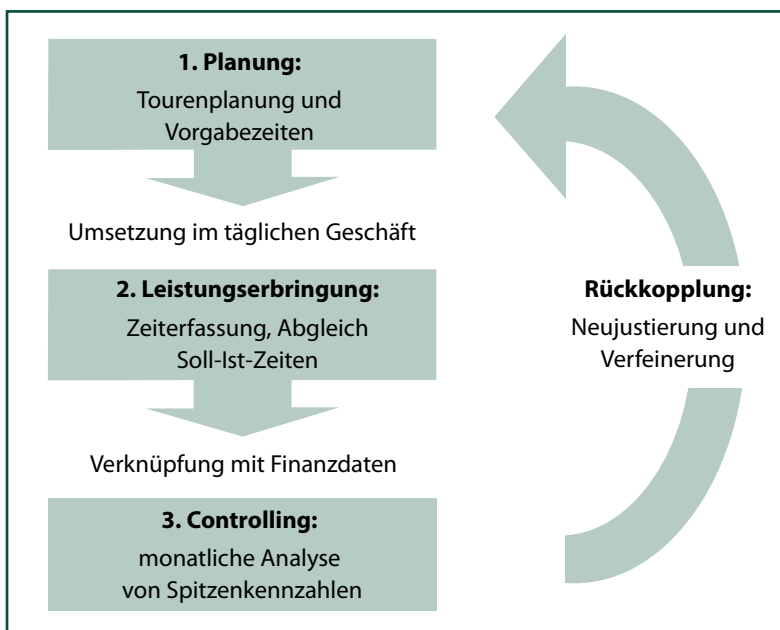 1. Planung:
Tourenplanung und
Vorgabezeiten
Umsetzung im täglichen Geschäft
2. Leistungserbringung:
Zeiterfassung, Abgleich
Soll-Ist-Zeiten
Verknüpfung mit Finanzdaten
3. Controlling:
monatliche Analyse
von Spitzenkennzahlen
Rückkopplung:
Neujustierung und
Verfeinerung